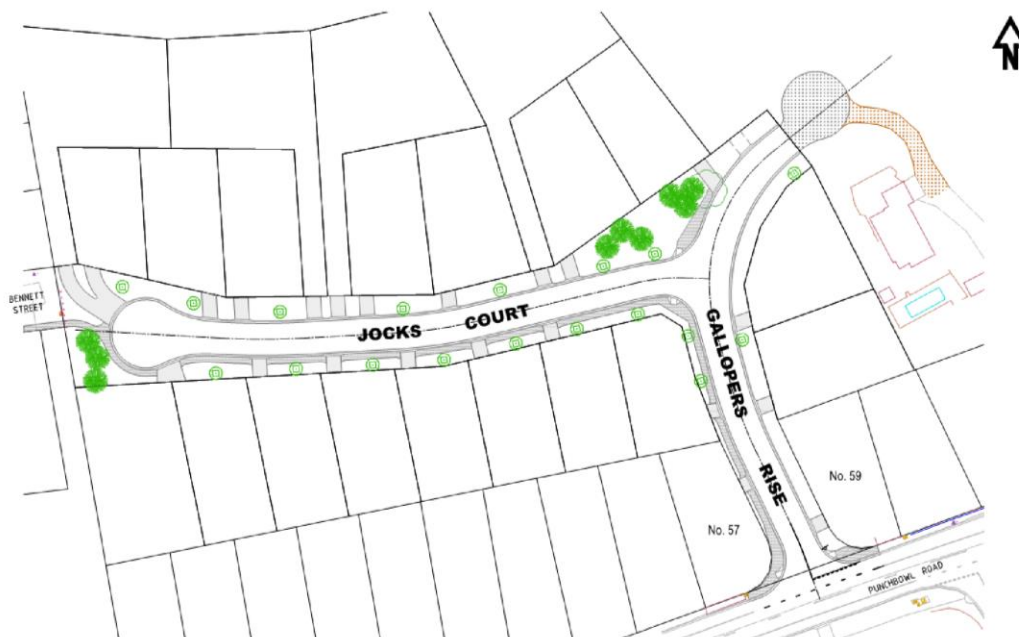 N
BENNETT
STREET
JOCKS COURT
GALLOPERS RISE
No. 59
No. 57
PUNCHBOWL ROAD